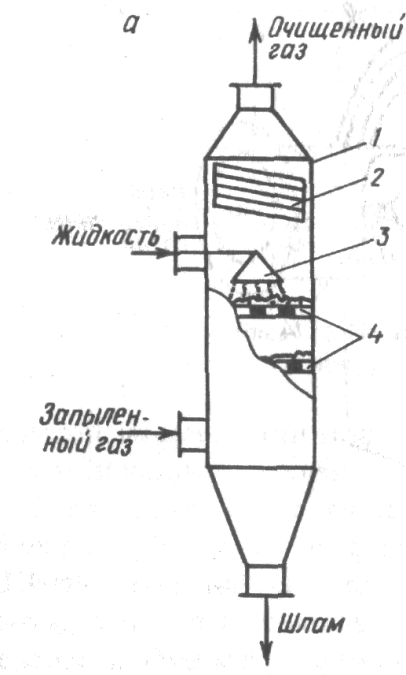 а
Очищенный
газ
1
2
Жидкость
3
4
Запылен-
ный газ
Шлам